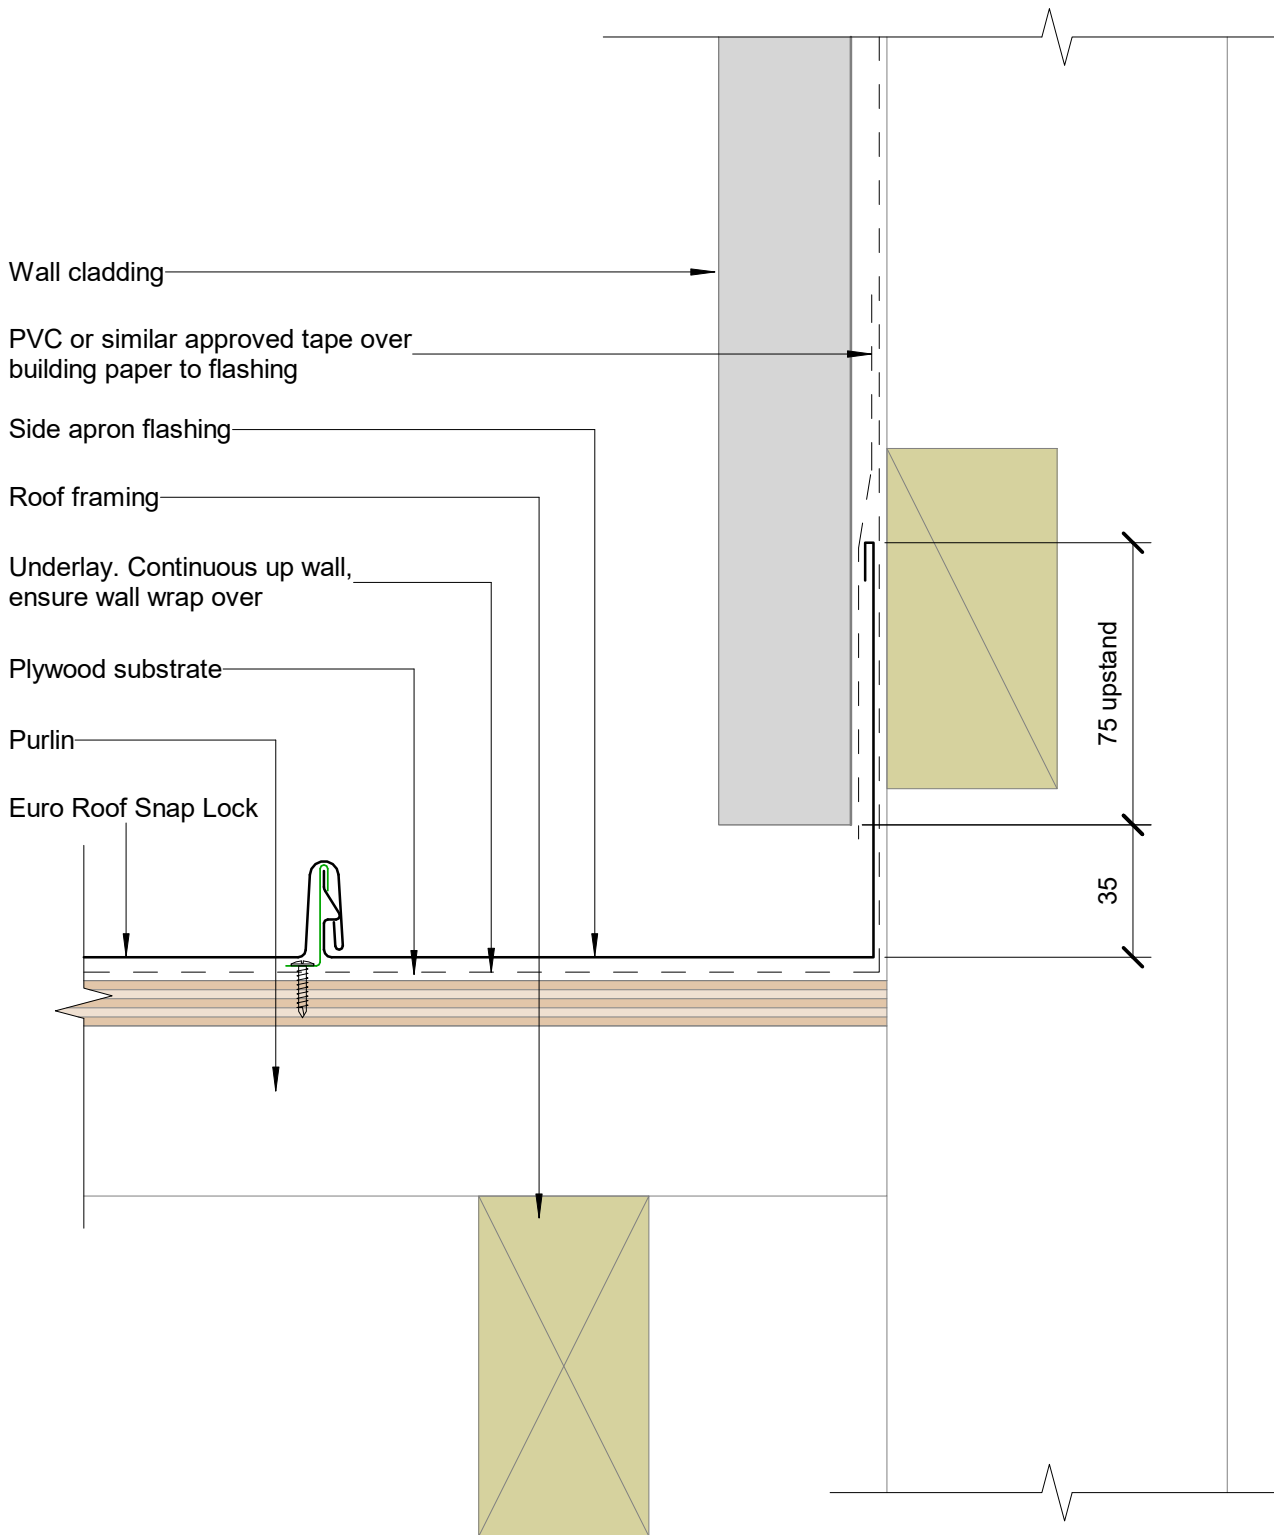 Wall cladding
PVC or similar approved tape over
building paper to flashing
Side apron flashing
Roof framing
Underlay. Continuous up wall,
ensure wall wrap over
Plywood substrate
Purlin
Euro Roof Snap Lock
75 upstand
35